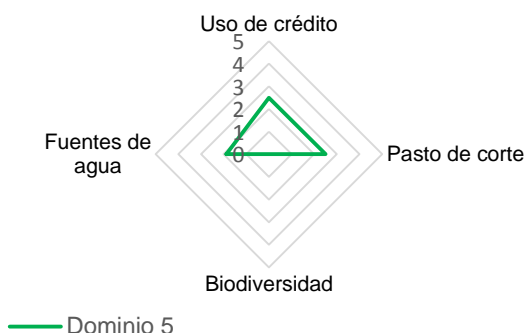 Uso de crédito
5
4
3
2
1
0
Fuentes de
agua
Pasto de corte
Biodiversidad
Dominio 5